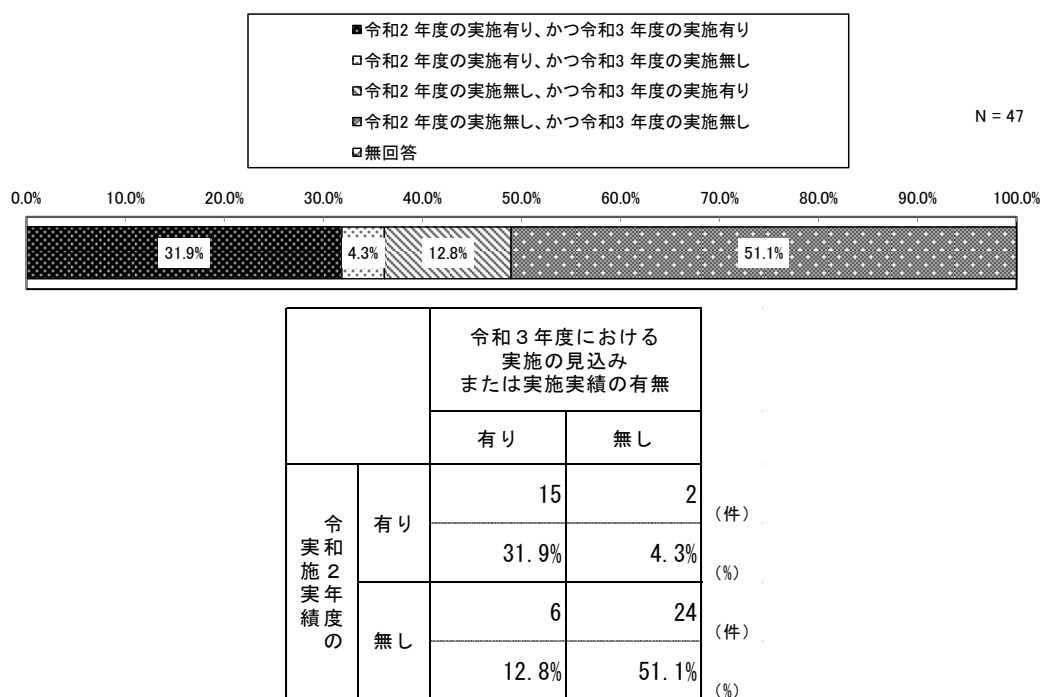 令和2 年度の実施有り、かつ令和3 年度の実施有り
令和2 年度の実施有り、かつ令和3 年度の実施無し
令和2 年度の実施無し、かつ令和3 年度の実施有り
令和2 年度の実施無し、かつ令和3 年度の実施無し
無回答
N = 47
0.0% 10.0% 20.0% 30.0% 40.0% 50.0% 60.0% 70.0% 80.0% 90.0% 100.0%
31.9% 4.3% 12.8% 51.1%
令和３年度における
実施の見込み
または実施実績の有無
有り 無し
令和２年度の
実施実績
有り
15 2 （件）
31.9% 4.3% （%）
無し
6 24 （件）
12.8% 51.1% （%）